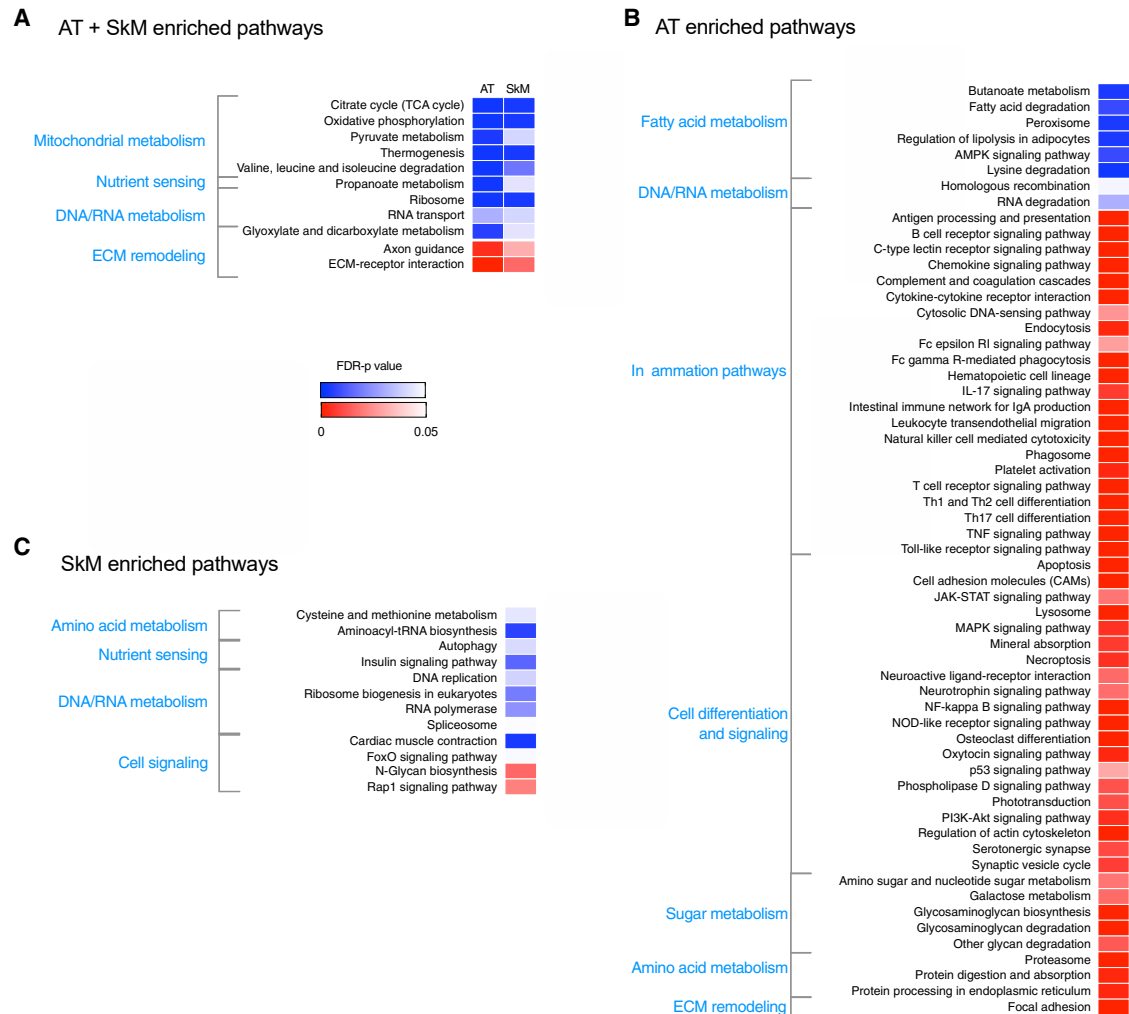 A
AT + SkM enriched pathways
AT SkM
Mitochondrial metabolism
Nutrient sensing
DNA/RNA metabolism
ECM remodeling
Citrate cycle (TCA cycle)
Oxidative phosphorylation
Pyruvate metabolism
Thermogenesis
Valine, leucine and isoleucine degradation
Propanoate metabolism
Ribosome
RNA transport
Glyoxylate and dicarboxylate metabolism
Axon guidance
ECM-receptor interaction
FDR-p value
0 0.05
B
AT enriched pathways
Fatty acid metabolism
DNA/RNA metabolism
In ammation pathways
Cell differentiation
and signaling
Sugar metabolism
Amino acid metabolism
ECM remodeling
Butanoate metabolism
Fatty acid degradation
Peroxisome
Regulation of lipolysis in adipocytes
AMPK signaling pathway
Lysine degradation
Homologous recombination
RNA degradation
Antigen processing and presentation
B cell receptor signaling pathway
C-type lectin receptor signaling pathway
Chemokine signaling pathway
Complement and coagulation cascades
Cytokine-cytokine receptor interaction
Cytosolic DNA-sensing pathway
Endocytosis
Fc epsilon RI signaling pathway
Fc gamma R-mediated phagocytosis
Hematopoietic cell lineage
IL-17 signaling pathway
Intestinal immune network for IgA production
Leukocyte transendothelial migration
Natural killer cell mediated cytotoxicity
Phagosome
Platelet activation
T cell receptor signaling pathway
Th1 and Th2 cell differentiation
Th17 cell differentiation
TNF signaling pathway
Toll-like receptor signaling pathway
Apoptosis
Cell adhesion molecules (CAMs)
JAK-STAT signaling pathway
Lysosome
MAPK signaling pathway
Mineral absorption
Necroptosis
Neuroactive ligand-receptor interaction
Neurotrophin signaling pathway
NF-kappa B signaling pathway
NOD-like receptor signaling pathway
Osteoclast differentiation
Oxytocin signaling pathway
p53 signaling pathway
Phospholipase D signaling pathway
Phototransduction
PI3K-Akt signaling pathway
Regulation of actin cytoskeleton
Serotonergic synapse
Synaptic vesicle cycle
Amino sugar and nucleotide sugar metabolism
Galactose metabolism
Glycosaminoglycan biosynthesis
Glycosaminoglycan degradation
Other glycan degradation
Proteasome
Protein digestion and absorption
Protein processing in endoplasmic reticulum
Focal adhesion
C
SkM enriched pathways
Amino acid metabolism
Nutrient sensing
DNA/RNA metabolism
Cell signaling
Cysteine and methionine metabolism
Aminoacyl-tRNA biosynthesis
Autophagy
Insulin signaling pathway
DNA replication
Ribosome biogenesis in eukaryotes
RNA polymerase
Spliceosome
Cardiac muscle contraction
FoxO signaling pathway
N-Glycan biosynthesis
Rap1 signaling pathway